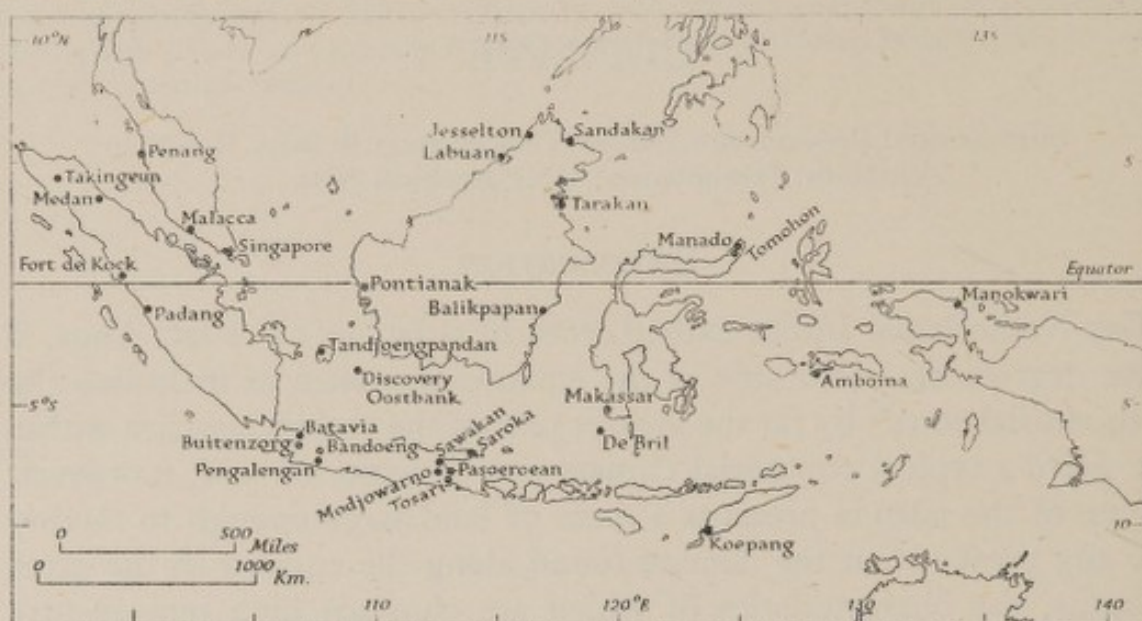 10°N
115
135
Jesselton
Sandakan
Labuan
Penang
5
Takingeun
Medan
Tarakan
Malacca
Singapore
Manado
Tomohon
Fort de Kock
Equator
Pontianak
Manokwari
Padang
Balikpapan
Tandjoengpandan
Discovery
Oostbank
Amboina
Makassar
5°S
5
Batavia
Sawakan
Saroka
Buitenzorg
Bandoeng
De Bril
Pengalengan
Pasoeroean
Modjowarno
Tosari
10
Koepang
0
500
Miles
0
1000
Km.
110
120°E
130
140